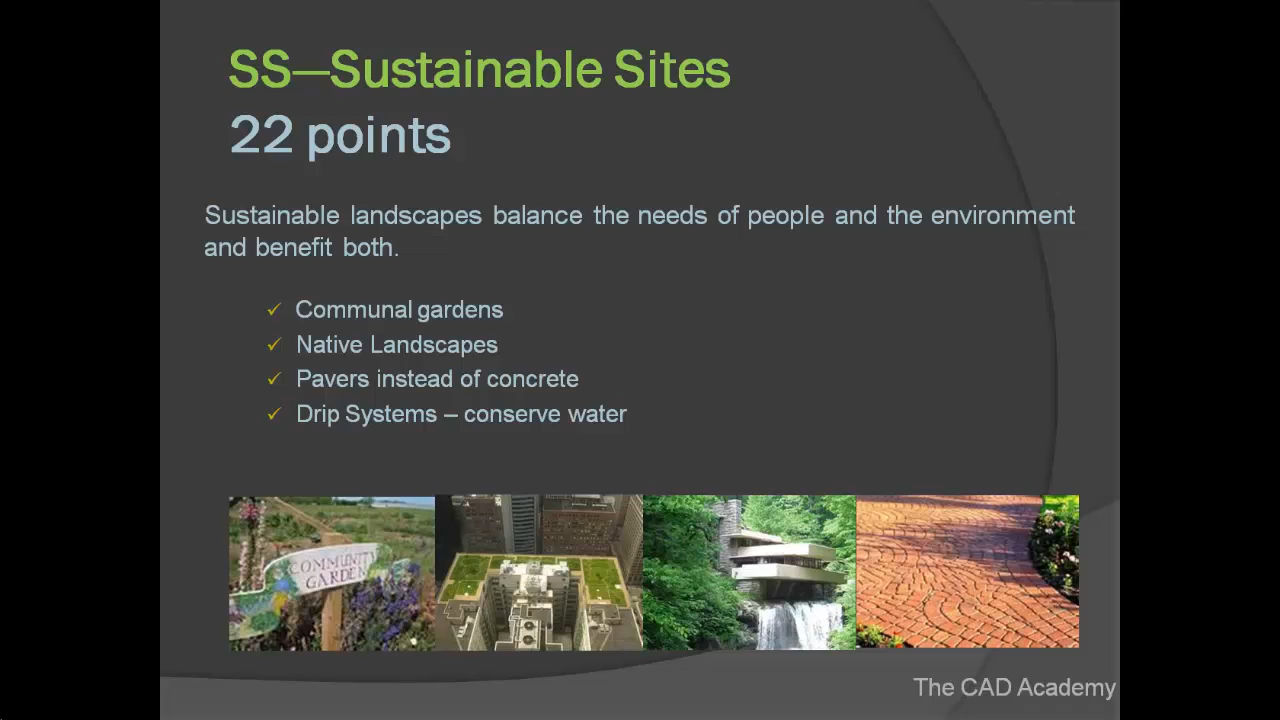 SS—Sustainable Sites
22 points
Sustainable landscapes balance the needs of people and the environment
and benefit both.
✓ Communal gardens
✓ Native Landscapes
✓ Pavers instead of concrete
✓ Drip Systems – conserve water
COMMUNITY
GARDEN
The CAD Academy